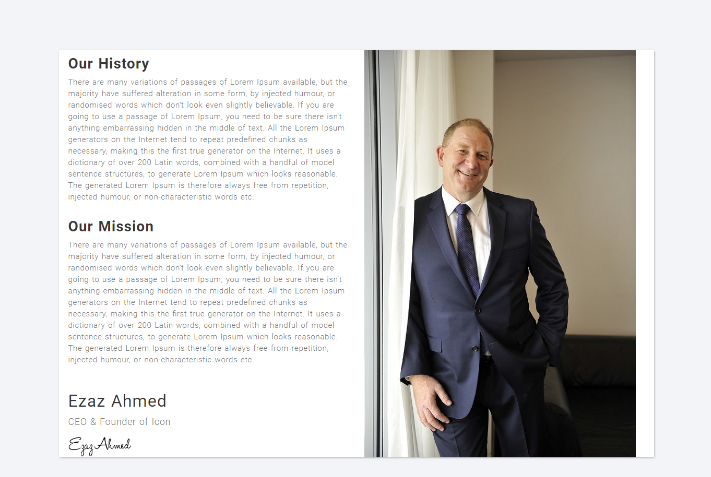 Our History
There are many variations of passages of Lorem Ipsum available, but the
majority have suffered alteration in some form, by injected humour, or
randomised words which don't look even slightly believable. If you are
going to use a passage of Lorem Ipsum, you need to be sure there isn't
anything embarrassing hidden in the middle of text. All the Lorem Ipsum
generators on the Internet tend to repeat predefined chunks as
necessary, making this the first true generator on the Internet. It uses a
dictionary of over 200 Latin words, combined with a handful of model
sentence structures, to generate Lorem Ipsum which looks reasonable.
The generated Lorem Ipsum is therefore always free from repetition,
injected humour, or non-characteristic words etc.
Our Mission
There are many variations of passages of Lorem Ipsum available, but the
majority have suffered alteration in some form, by injected humour, or
randomised words which don't look even slightly believable. If you are
going to use a passage of Lorem Ipsum, you need to be sure there isn't
anything embarrassing hidden in the middle of text. All the Lorem Ipsum
generators on the Internet tend to repeat predefined chunks as
necessary, making this the first true generator on the Internet. It uses a
dictionary of over 200 Latin words, combined with a handful of model
sentence structures, to generate Lorem Ipsum which looks reasonable.
The generated Lorem Ipsum is therefore always free from repetition,
injected humour, or non-characteristic words etc.
Ezaz Ahmed
CEO & Founder of Icon
Ezaz Ahmed